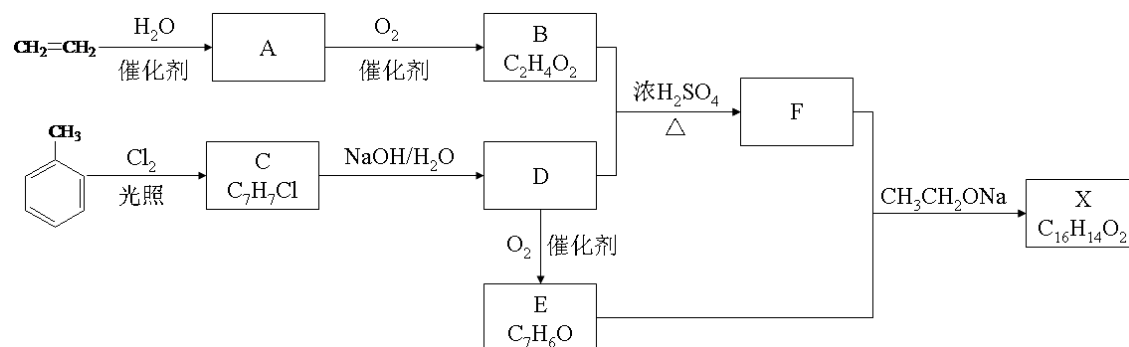 CH₂=CH₂
H₂O
催化剂
A
O₂
催化剂
B
C₂H₄O₂
浓H₂SO₄
△
F
CH₃
Cl₂
光照
C
C₇H₇Cl
NaOH/H₂O
D
O₂ 催化剂
E
C₇H₆O
CH₃CH₂ONa
X
C₁₆H₁₄O₂